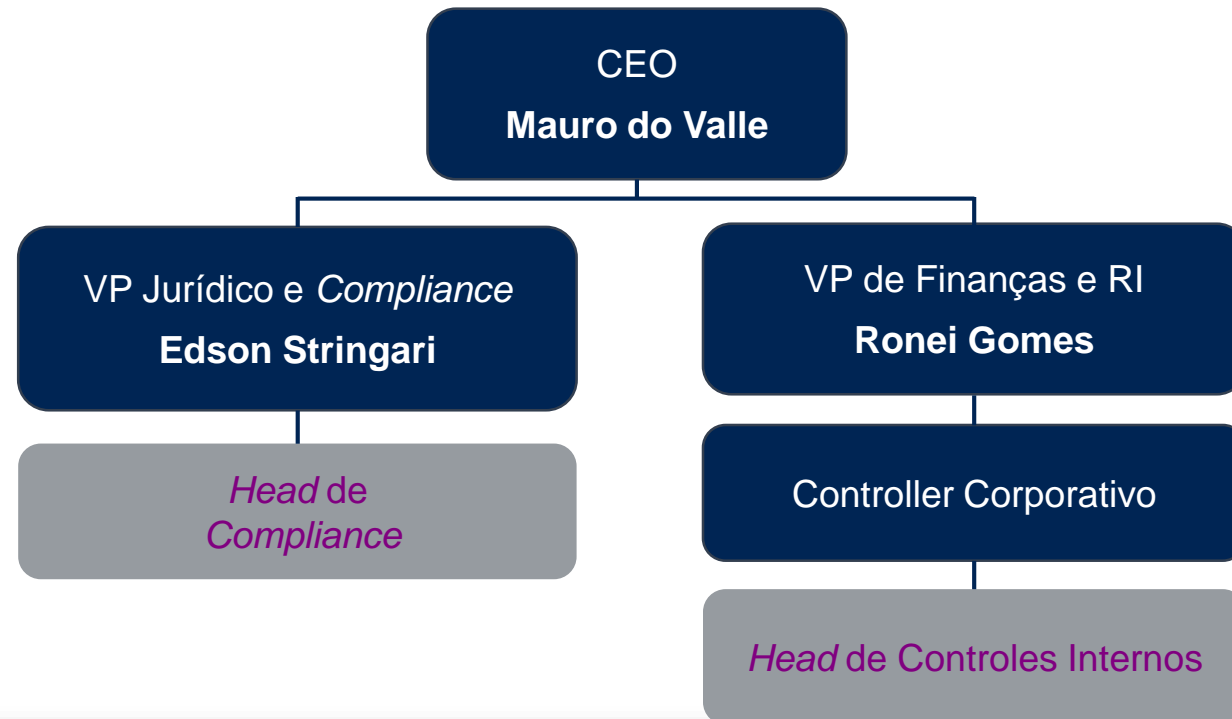 CEO
Mauro do Valle
VP Jurídico e Compliance
Edson Stringari
VP de Finanças e RI
Ronei Gomes
Head de
Compliance
Controller Corporativo
Head de Controles Internos